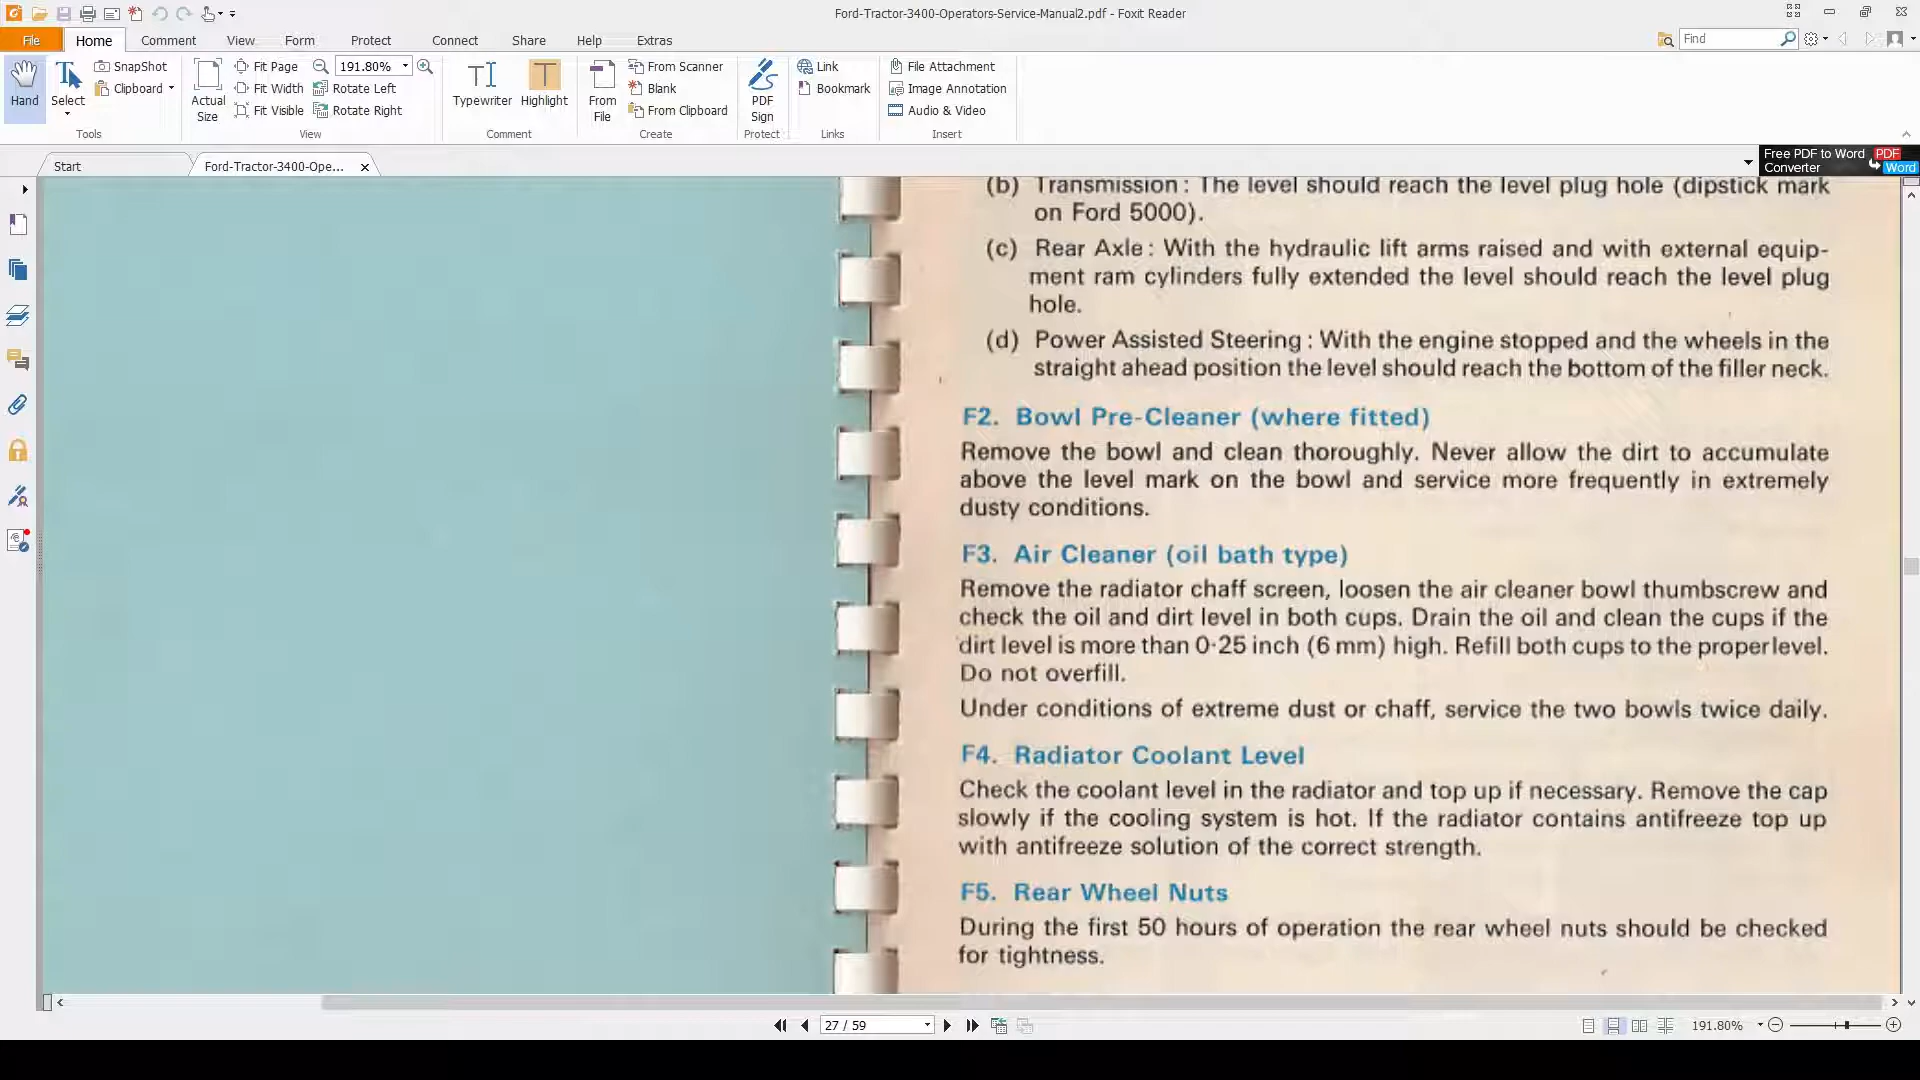 Ford-Tractor-3400-Operators-Service-Manual2.pdf - Foxit Reader
File Home Comment View Form Protect Connect Share Help Extras
Find
Hand
Select
SnapShot
Clipboard
Tools
Actual Size
Fit Page
Fit Width
Fit Visible
191.80%
Rotate Left
Rotate Right
View
Typewriter
Highlight
Comment
From File
From Scanner
Blank
From Clipboard
Create
PDF Sign
Protect
Link
Bookmark
Links
File Attachment
Image Annotation
Audio & Video
Insert
Start
Ford-Tractor-3400-Ope...
Free PDF to Word PDF
Converter Word
(b) Transmission : The level should reach the level plug hole (dipstick mark
on Ford 5000).
(c) Rear Axle : With the hydraulic lift arms raised and with external equip-
ment ram cylinders fully extended the level should reach the level plug
hole.
(d) Power Assisted Steering : With the engine stopped and the wheels in the
straight ahead position the level should reach the bottom of the filler neck.
F2. Bowl Pre-Cleaner (where fitted)
Remove the bowl and clean thoroughly. Never allow the dirt to accumulate
above the level mark on the bowl and service more frequently in extremely
dusty conditions.
F3. Air Cleaner (oil bath type)
Remove the radiator chaff screen, loosen the air cleaner bowl thumbscrew and
check the oil and dirt level in both cups. Drain the oil and clean the cups if the
dirt level is more than 0·25 inch (6 mm) high. Refill both cups to the proper level.
Do not overfill.
Under conditions of extreme dust or chaff, service the two bowls twice daily.
F4. Radiator Coolant Level
Check the coolant level in the radiator and top up if necessary. Remove the cap
slowly if the cooling system is hot. If the radiator contains antifreeze top up
with antifreeze solution of the correct strength.
F5. Rear Wheel Nuts
During the first 50 hours of operation the rear wheel nuts should be checked
for tightness.
27 / 59
191.80%